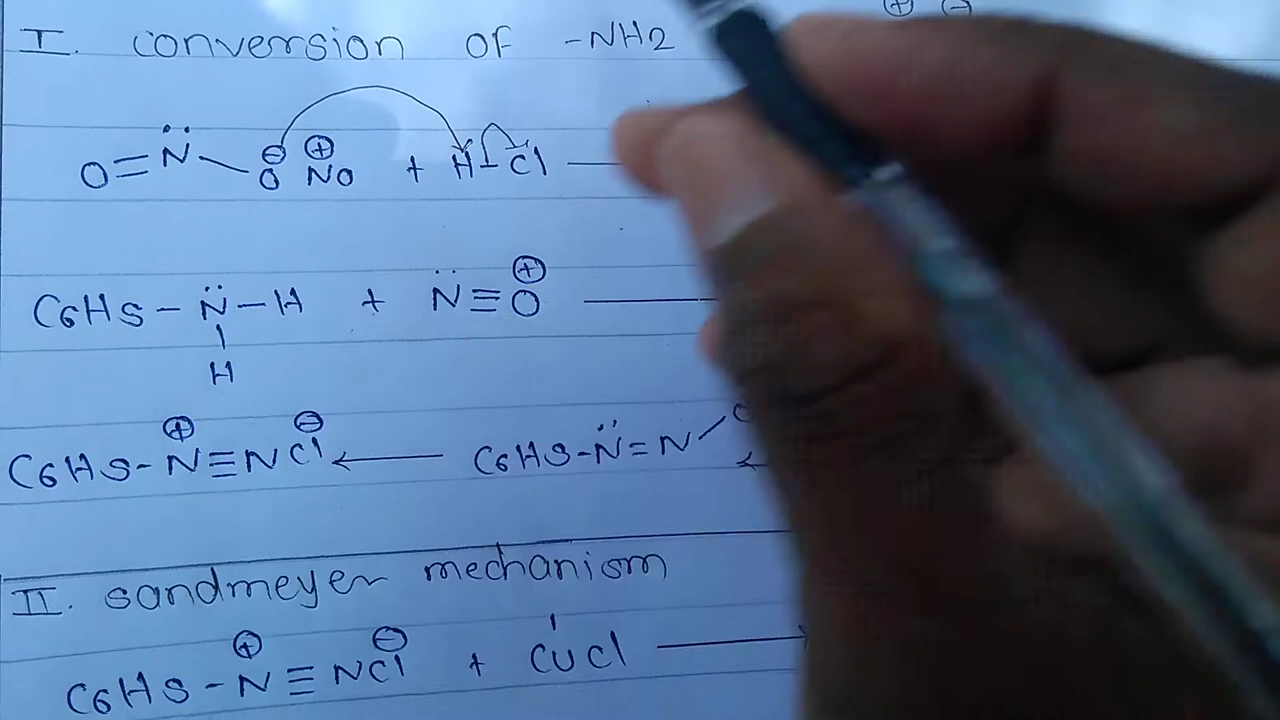 I. conversion of -NH2 ⊕ ⊖
O=N̈-O⊖ No⊕ + H-Cl
C6H5-N̈-H + N̈≡O⊕
H
C6H5-N⊕≡NCl⊖ ← C6H5-N̈=N
II. sandmeyer mechanism
C6H5-N⊕≡NCl⊖ + CuCl →